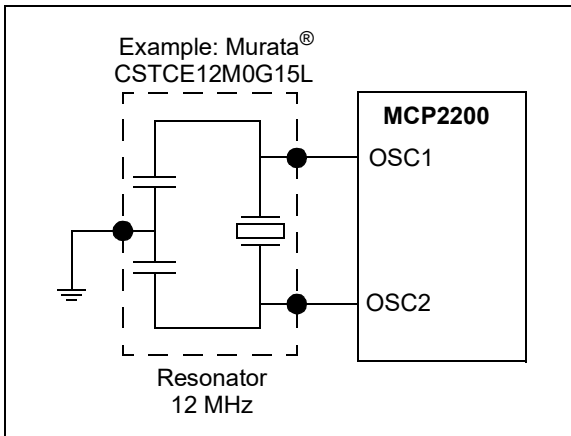 Example: Murata®
CSTCE12M0G15L
MCP2200
OSC1
OSC2
Resonator
12 MHz